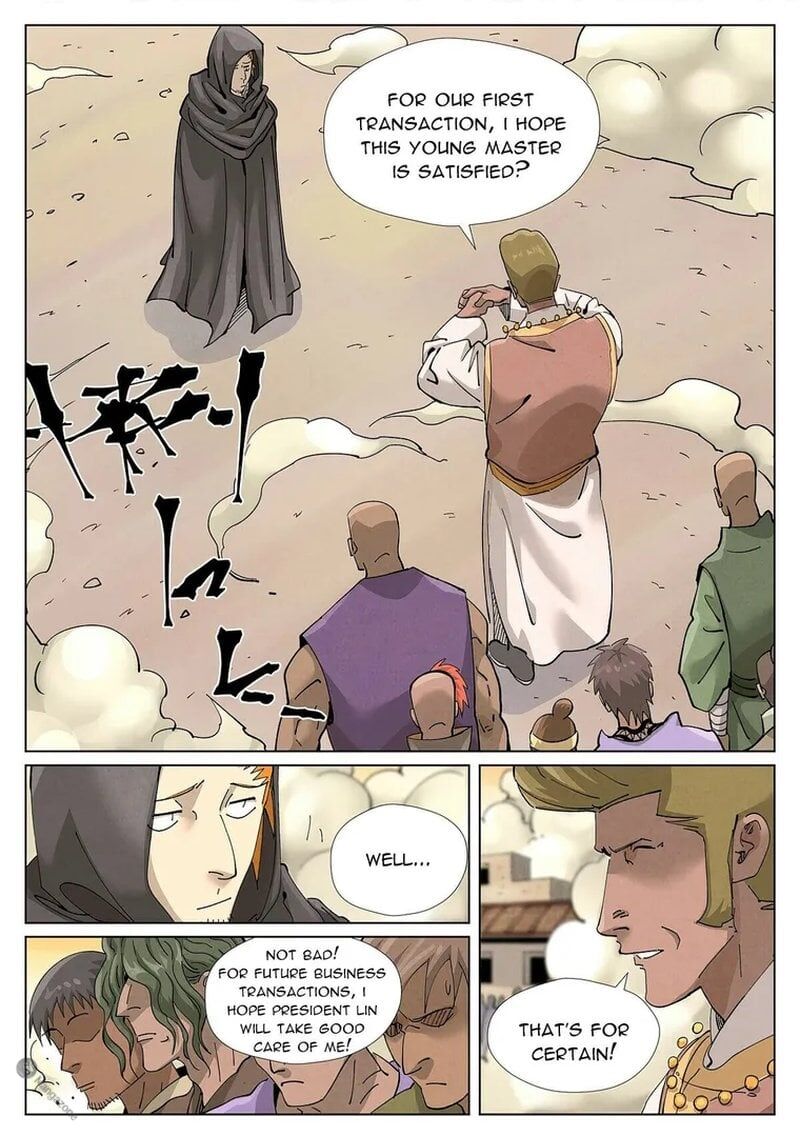 FOR OUR FIRST
TRANSACTION, I HOPE
THIS YOUNG MASTER
IS SATISFIED?
WELL...
NOT BAD!
FOR FUTURE BUSINESS
TRANSACTIONS, I
HOPE PRESIDENT LIN
WILL TAKE GOOD
CARE OF ME!
THAT'S FOR
CERTAIN!